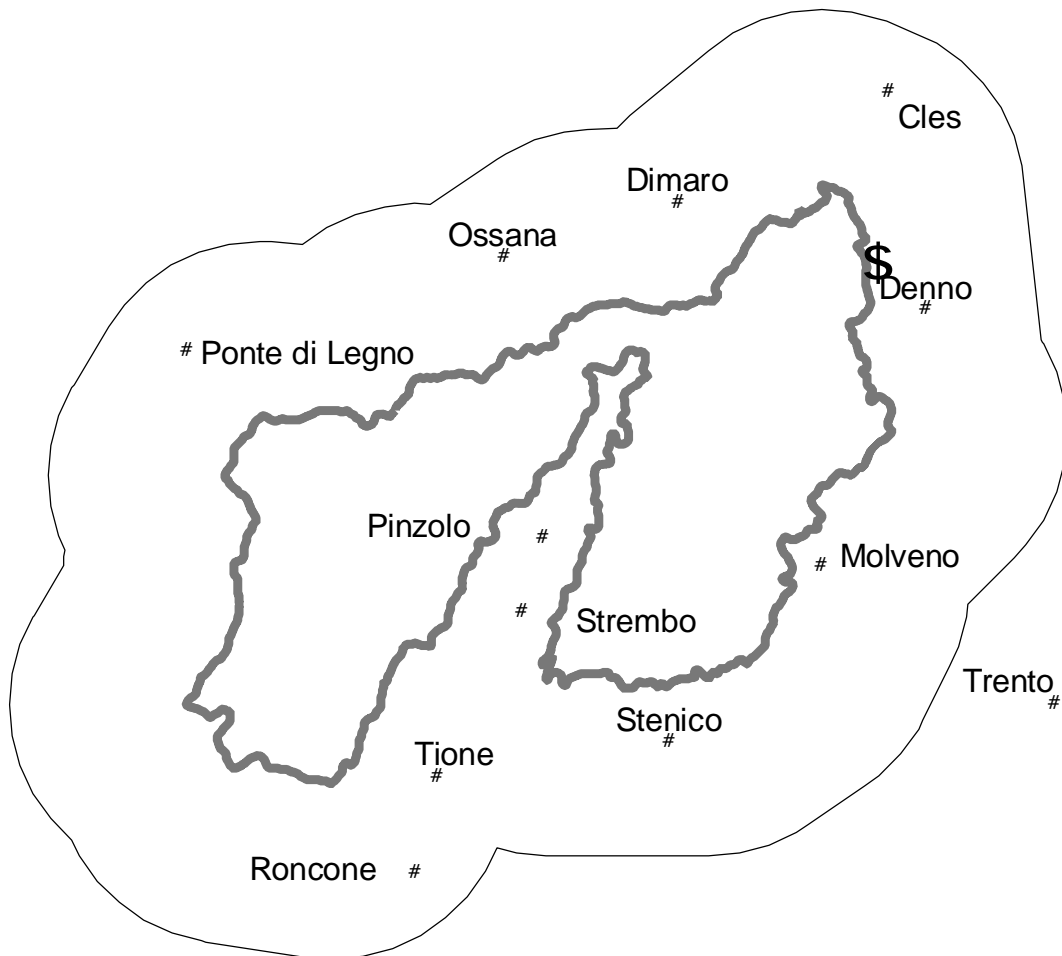 #
Cles
Dimaro
#
Ossana
#
$
Denno
#
# Ponte di Legno
Pinzolo
#
# Molveno
#
Strembo
Trento
#
Stenico
#
Tione
#
Roncone #